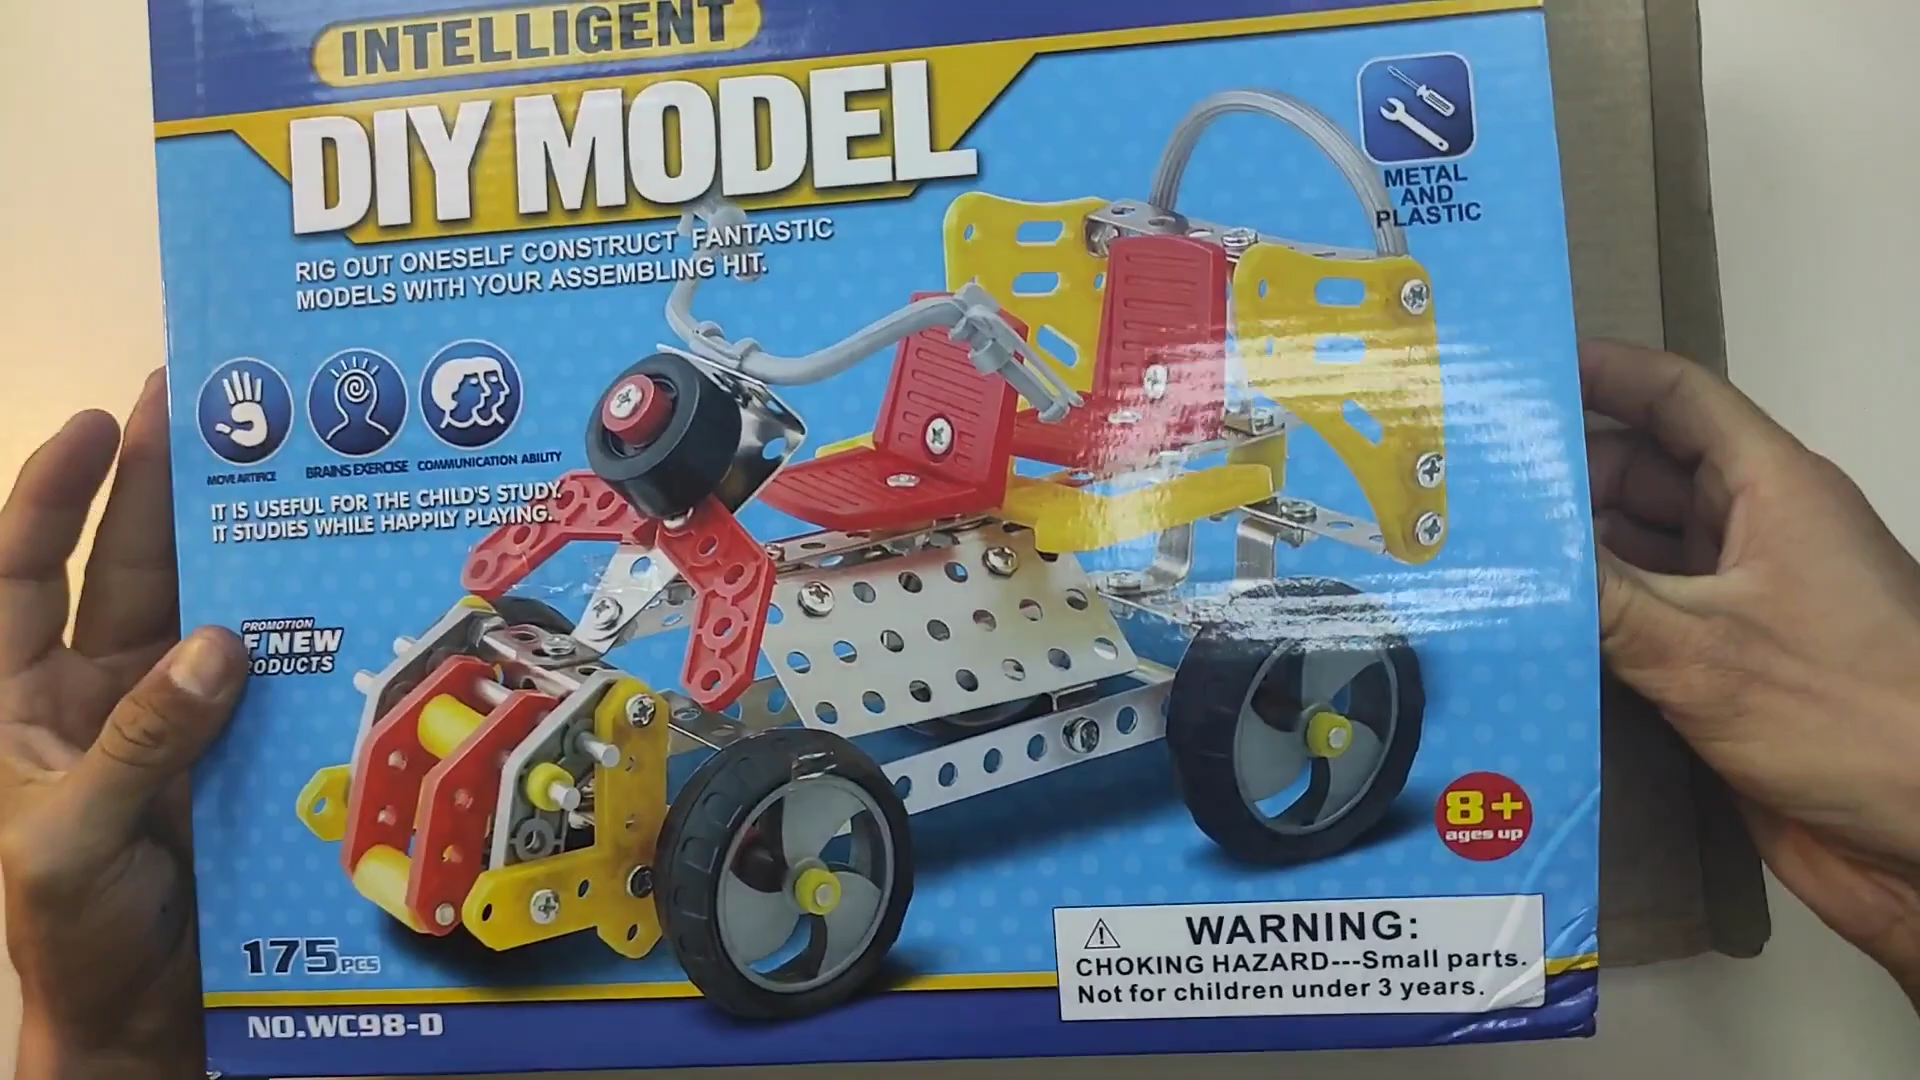 INTELLIGENT
DIY MODEL
METAL
AND
PLASTIC
RIG OUT ONESELF CONSTRUCT FANTASTIC
MODELS WITH YOUR ASSEMBLING HIT.
MOVE ARTIFICE BRAINS EXERCISE COMMUNICATION ABILITY
IT IS USEFUL FOR THE CHILD'S STUDY.
IT STUDIES WHILE HAPPILY PLAYING.
PROMOTION
F NEW
ODUCTS
8+
ages up
175PCS
WARNING:
CHOKING HAZARD---Small parts.
Not for children under 3 years.
NO.WC98-D